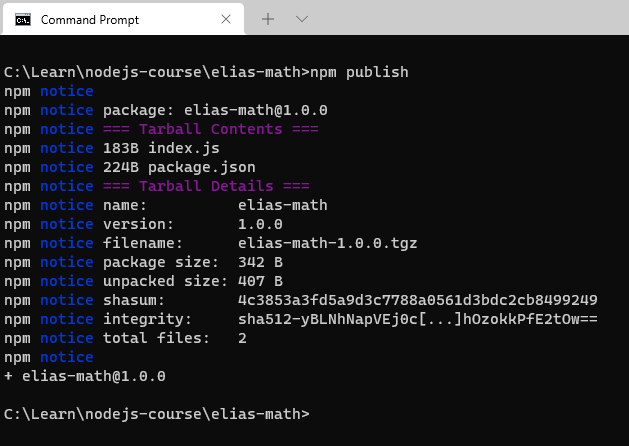 Command Prompt
C:\Learn\nodejs-course\elias-math>npm publish
npm notice
npm notice package: elias-math@1.0.0
npm notice === Tarball Contents ===
npm notice 183B index.js
npm notice 224B package.json
npm notice === Tarball Details ===
npm notice name:          elias-math
npm notice version:       1.0.0
npm notice filename:      elias-math-1.0.0.tgz
npm notice package size:  342 B
npm notice unpacked size: 407 B
npm notice shasum:        4c3853a3fd5a9d3c7788a0561d3bdc2cb8499249
npm notice integrity:     sha512-yBLNhNapVEj0c[...]hOzokkPfE2tOw==
npm notice total files:   2
npm notice
+ elias-math@1.0.0
C:\Learn\nodejs-course\elias-math>